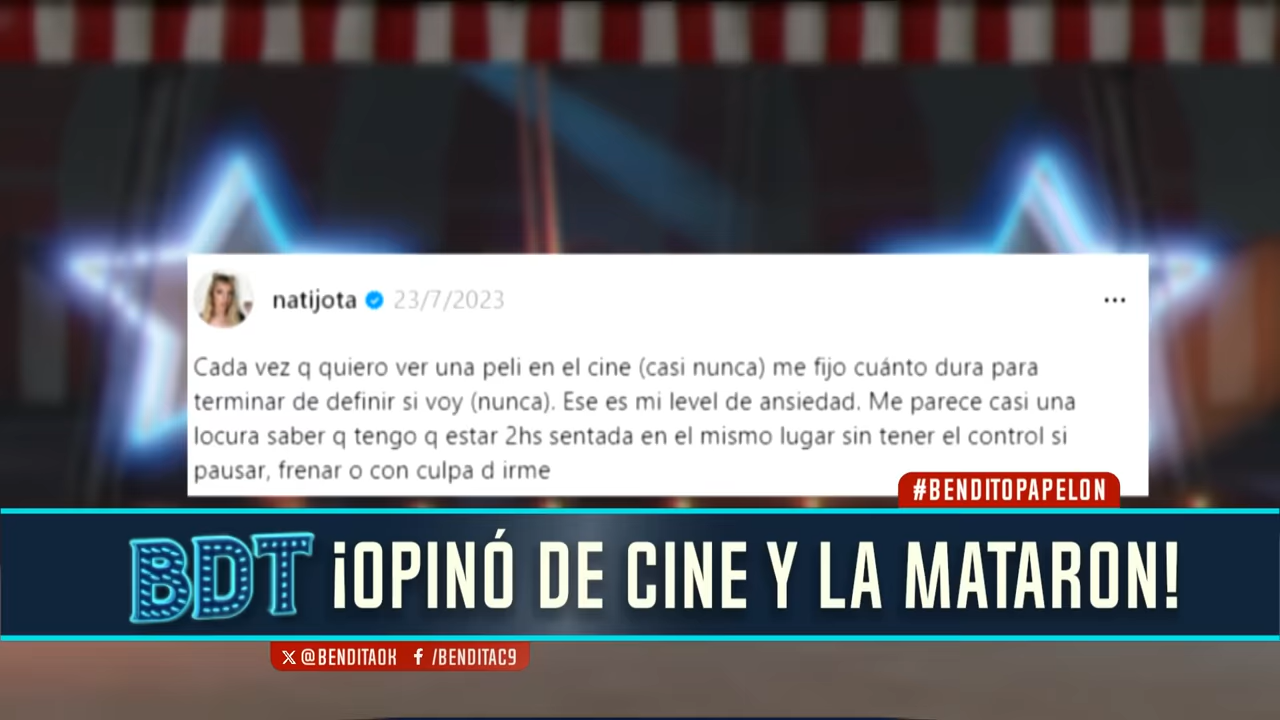 natijota 23/7/2023
Cada vez q quiero ver una peli en el cine (casi nunca) me fijo cuánto dura para
terminar de definir si voy (nunca). Ese es mi level de ansiedad. Me parece casi una
locura saber q tengo q estar 2hs sentada en el mismo lugar sin tener el control si
pausar, frenar o con culpa d irme
#BENDITOPAPELON
BDT ¡OPINÓ DE CINE Y LA MATARON!
X @BENDITAOK f /BENDITAC9